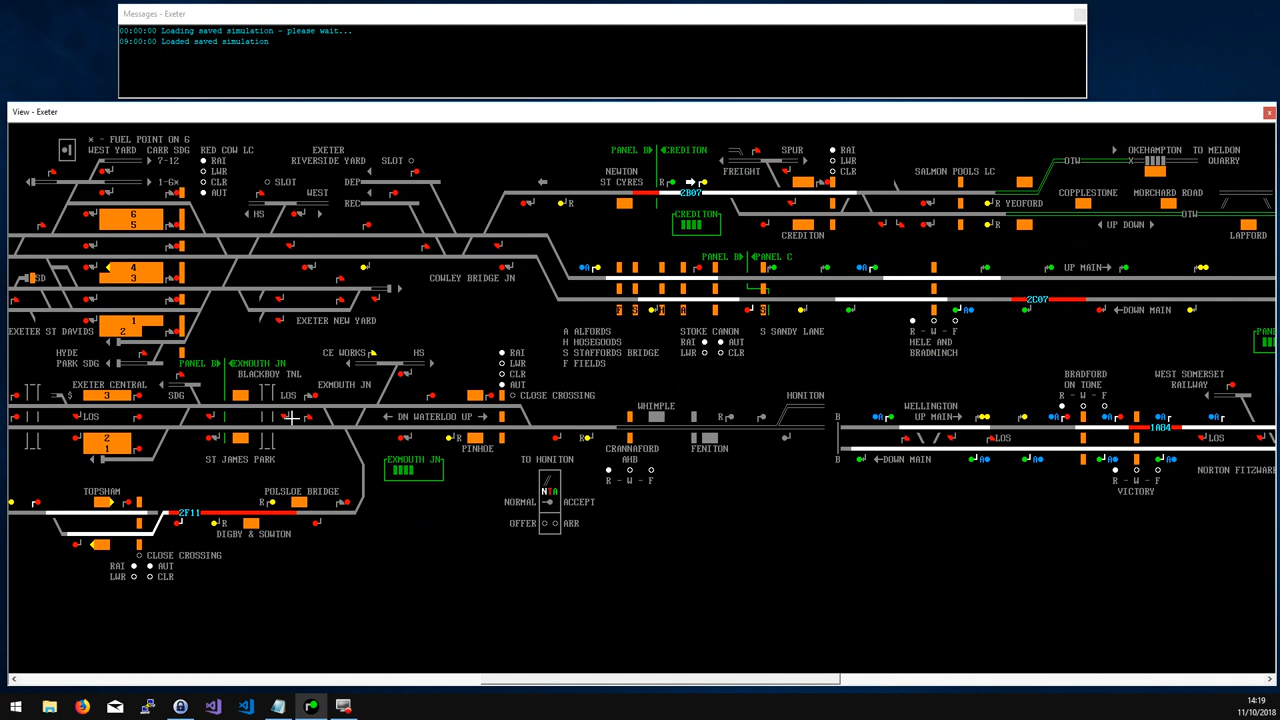 Messages - Exeter
00:00:00 Loading saved simulation - please wait...
09:00:00 Loaded saved simulation
View - Exeter
* - FUEL POINT ON 6
WEST YARD CARR SDG RED COW LC
7-12
1-6*
RAI
LWR
CLR
AUT
EXETER
RIVERSIDE YARD SLOT
SLOT
DEP
WEST
HS
REC
6
5
4
3
SD
1
2
EXETER ST DAVIDS
HYDE
PARK SDG
EXETER NEW YARD
COWLEY BRIDGE JN
PANEL B CREDITON
NEWTON
ST CYRES
R
2B07
R
CREDITON
FREIGHT
SPUR
RAI
LWR
CLR
AUT
CREDITON
SALMON POOLS LC
R YEOFORD
R
OTW
OKEHAMPTON TO MELDON
QUARRY
X
COPPLESTONE MORCHARD ROAD
OTW
UP DOWN
LAPFORD
PANEL B PANEL C
A
A
UP MAIN
2C07
F S H A S
A
DOWN MAIN
A ALFORDS
H HOSEGOODS
S STAFFORDS BRIDGE
F FIELDS
STOKE CANON
RAI AUT
LWR CLR
S SANDY LANE
R - W - F
HELE AND
BRADNINCH
PANEL B EXMOUTH JN
BLACKBOY TNL
CE WORKS
HS
EXETER CENTRAL
$ 3
SDG
LOS
EXMOUTH JN
RAI
LWR
CLR
AUT
CLOSE CROSSING
LOS
DN WATERLOO UP
2
1
ST JAMES PARK
R
PINHOE
R
EXMOUTH JN
WHIMPLE
R
HONITON
CRANNAFORD
AHB
R - W - F
FENITON
TO HONITON
NTA
NORMAL ACCEPT
OFFER ARR
BRADFORD
ON TONE
R - W - F
WEST SOMERSET
RAILWAY
WELLINGTON
B
A UP MAIN
A
A
A
A
1A84
LOS
LOS
B
A DOWN MAIN
A
A
A
NORTON FITZWAR
R - W - F
VICTORY
TOPSHAM
POLSLOE BRIDGE
R
2F11
R
DIGBY & SOWTON
CLOSE CROSSING
RAI AUT
LWR CLR
14:19
11/10/2018